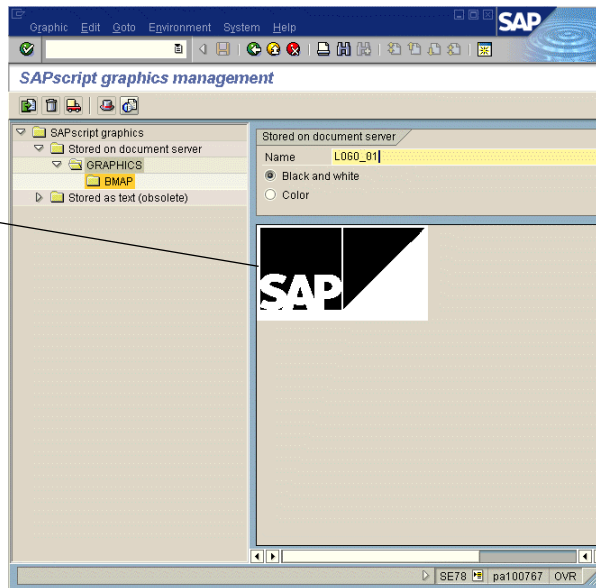 Graphic Edit Goto Environment System Help
SAP
SAPscript graphics management
SAPscript graphics
Stored on document server
GRAPHICS
BMAP
Stored as text (obsolete)
Stored on document server
Name L060_01
Black and white
Color
SAP
SE78 pa100767 OVR